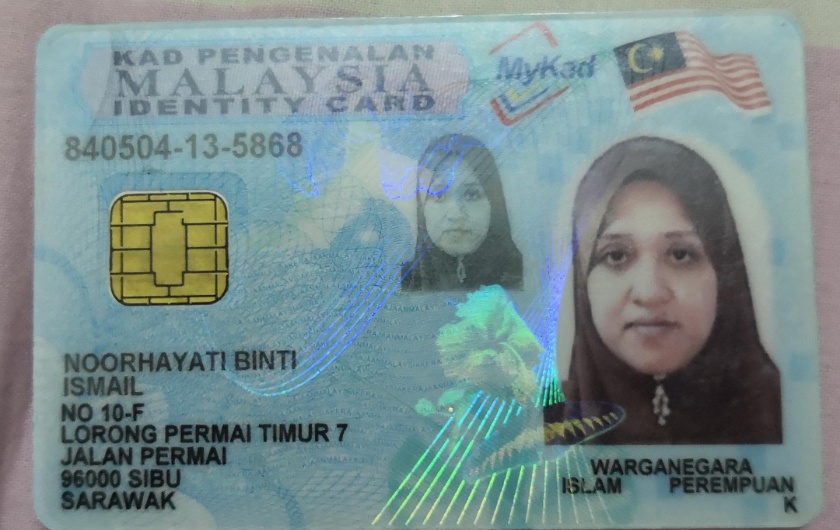 KAD PENGENALAN
MALAYSIA
IDENTITY CARD
MyKad
840504-13-5868
NOORHAYATI BINTI
ISMAIL
NO 10-F
LORONG PERMAI TIMUR 7
JALAN PERMAI
96000 SIBU
SARAWAK
WARGANEGARA
ISLAM PEREMPUAN
K